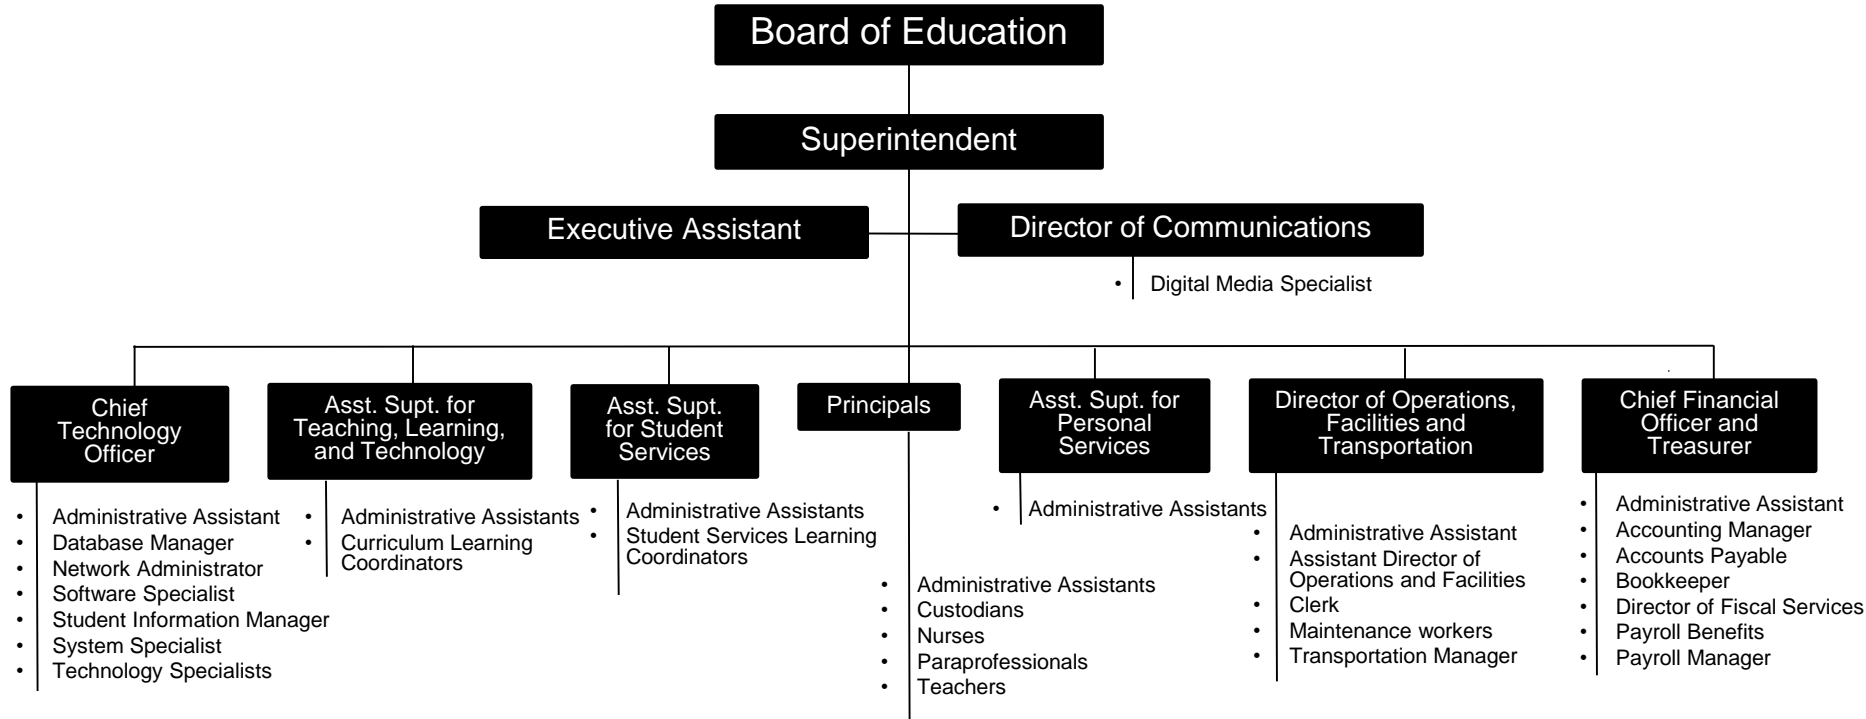 Board of Education
Superintendent
Executive Assistant
Director of Communications
• Digital Media Specialist
Chief
Technology
Officer
• Administrative Assistant
• Database Manager
• Network Administrator
• Software Specialist
• Student Information Manager
• System Specialist
• Technology Specialists
Asst. Supt. for
Teaching, Learning,
and Technology
• Administrative Assistants
• Curriculum Learning
Coordinators
Asst. Supt.
for Student
Services
• Administrative Assistants
• Student Services Learning
Coordinators
Principals
• Administrative Assistants
• Custodians
• Nurses
• Paraprofessionals
• Teachers
Asst. Supt. for
Personal
Services
• Administrative Assistants
Director of Operations,
Facilities and
Transportation
• Administrative Assistant
• Assistant Director of
Operations and Facilities
• Clerk
• Maintenance workers
• Transportation Manager
Chief Financial
Officer and
Treasurer
• Administrative Assistant
• Accounting Manager
• Accounts Payable
• Bookkeeper
• Director of Fiscal Services
• Payroll Benefits
• Payroll Manager